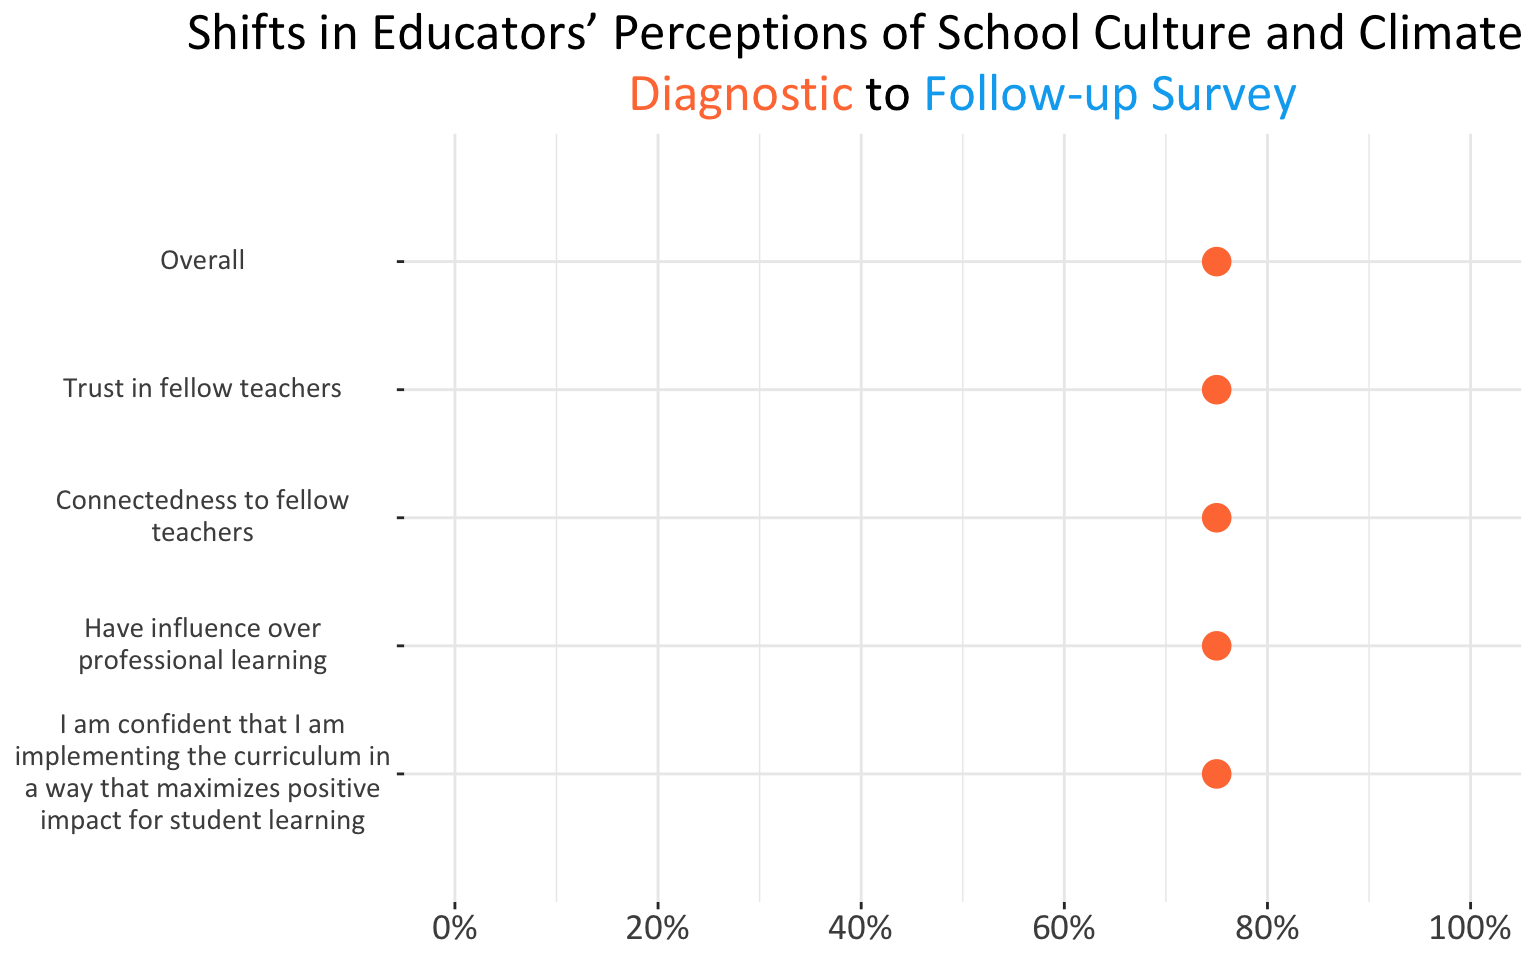 Shifts in Educators’ Perceptions of School Culture and Climate
Diagnostic to Follow-up Survey
Overall
Trust in fellow teachers
Connectedness to fellow
teachers
Have influence over
professional learning
I am confident that I am
implementing the curriculum in
a way that maximizes positive
impact for student learning
0% 20% 40% 60% 80% 100%